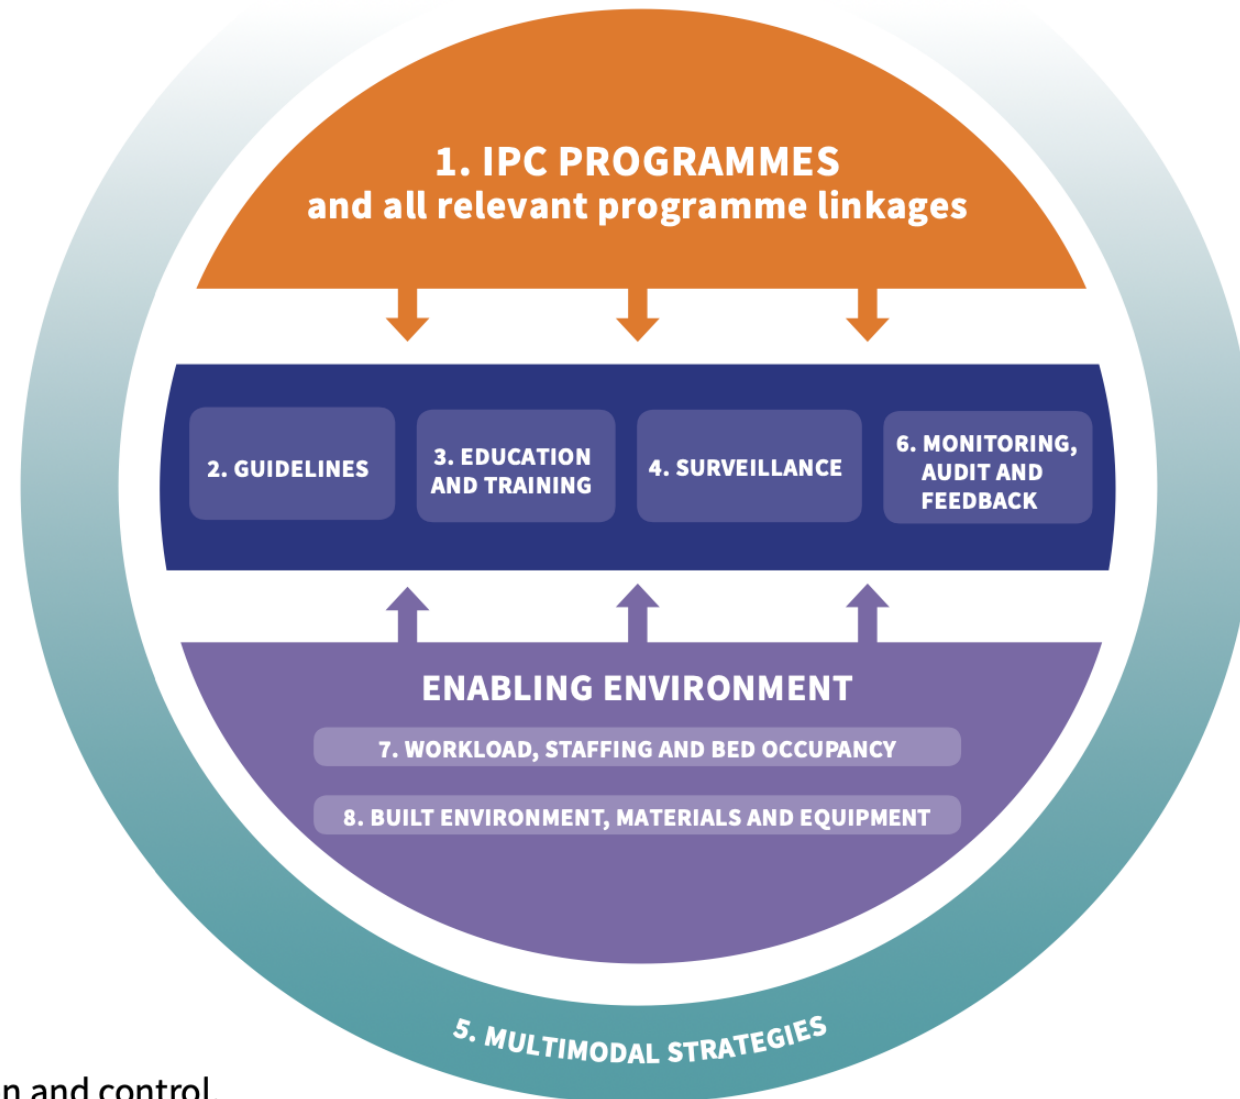 1. IPC PROGRAMMES
and all relevant programme linkages
2. GUIDELINES
3. EDUCATION
AND TRAINING
4. SURVEILLANCE
6. MONITORING,
AUDIT AND
FEEDBACK
ENABLING ENVIRONMENT
7. WORKLOAD, STAFFING AND BED OCCUPANCY
8. BUILT ENVIRONMENT, MATERIALS AND EQUIPMENT
5. MULTIMODAL STRATEGIES
n and control.